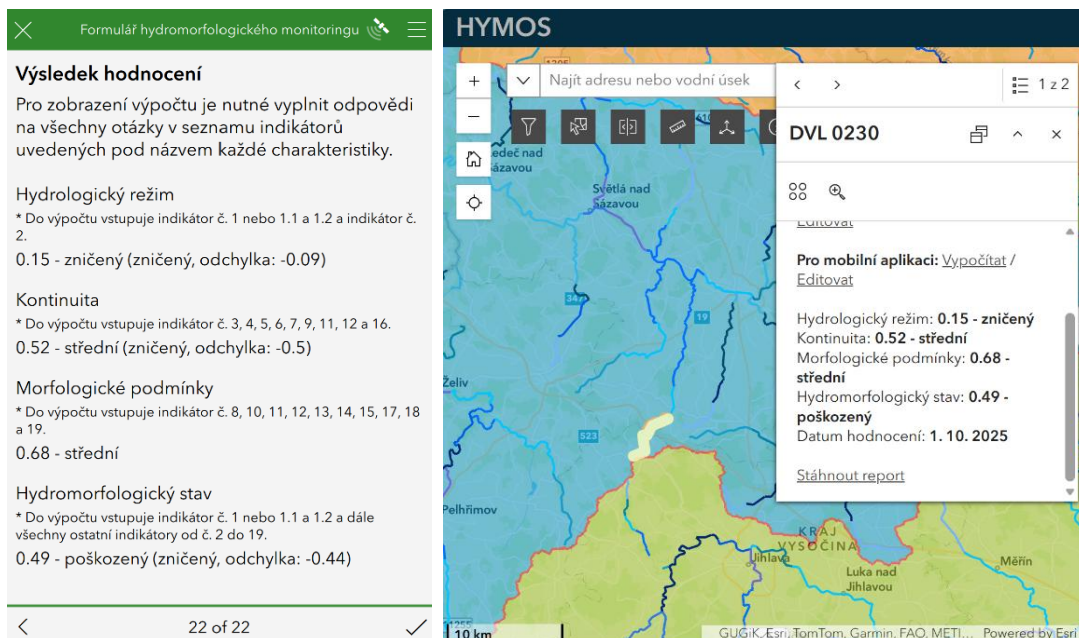 Formulář hydromorfologického monitoringu
Výsledek hodnocení
Pro zobrazení výpočtu je nutné vyplnit odpovědi
na všechny otázky v seznamu indikátorů
uvedených pod názvem každé charakteristiky.
Hydrologický režim
* Do výpočtu vstupuje indikátor č. 1 nebo 1.1 a 1.2 a indikátor č.
2.
0.15 - zničený (zničený, odchylka: -0.09)
Kontinuita
* Do výpočtu vstupuje indikátor č. 3, 4, 5, 6, 7, 9, 11, 12 a 16.
0.52 - střední (zničený, odchylka: -0.5)
Morfologické podmínky
* Do výpočtu vstupuje indikátor č. 8, 10, 11, 12, 13, 14, 15, 17, 18
a 19.
0.68 - střední
Hydromorfologický stav
* Do výpočtu vstupuje indikátor č. 1 nebo 1.1 a 1.2 a dále
všechny ostatní indikátory od č. 2 do 19.
0.49 - poškozený (zničený, odchylka: -0.44)
22 of 22
HYMOS
Najít adresu nebo vodní úsek
Světlá nad
Sázavou
347
19
Želiv
523
Pelhřimov
KRAJ
VYSOČINA
Jihlava
Luka nad
Jihlavou
Měřín
10 km
GUGiK, Esri, TomTom, Garmin, FAO, METI... Powered by Esri
1 z 2
DVL 0230
Editovat
Pro mobilní aplikaci: Vypočítat /
Editovat
Hydrologický režim: 0.15 - zničený
Kontinuita: 0.52 - střední
Morfologické podmínky: 0.68 -
střední
Hydromorfologický stav: 0.49 -
poškozený
Datum hodnocení: 1. 10. 2025
Stáhnout report